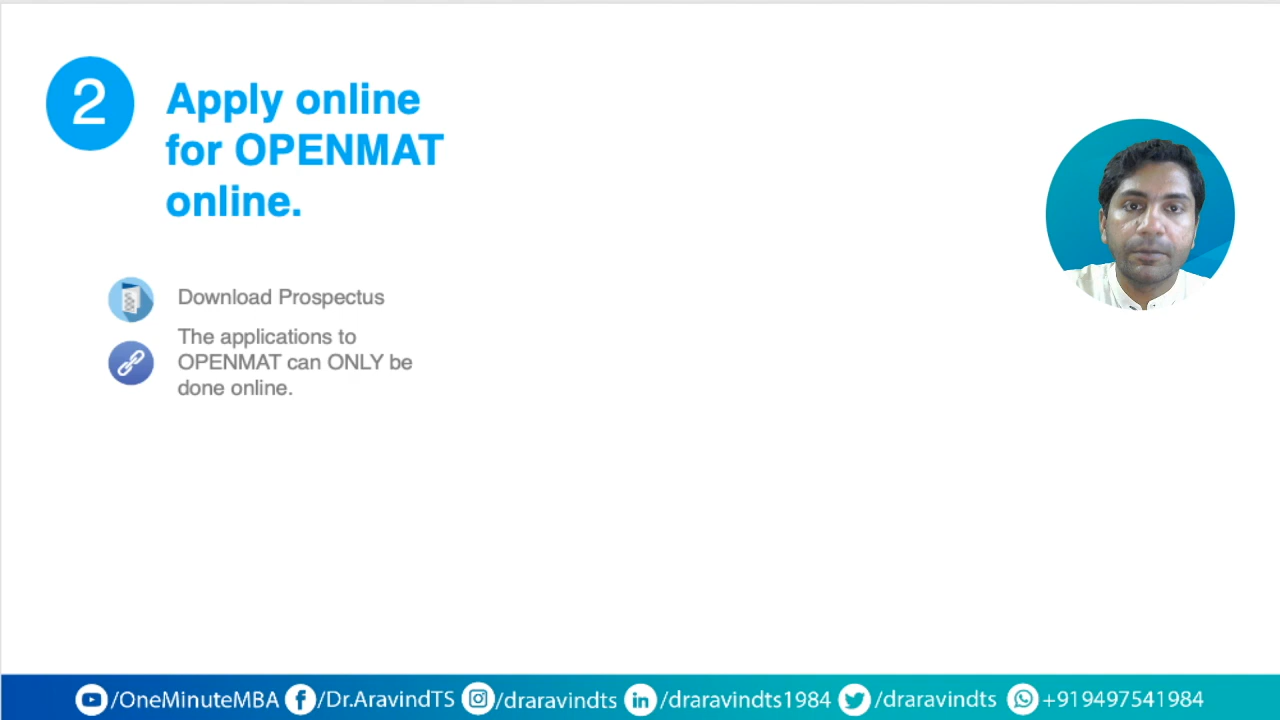 2
Apply online
for OPENMAT
online.
Download Prospectus
The applications to
OPENMAT can ONLY be
done online.
/OneMinuteMBA /Dr.AravindTS /draravindts /draravindts1984 /draravindts +919497541984